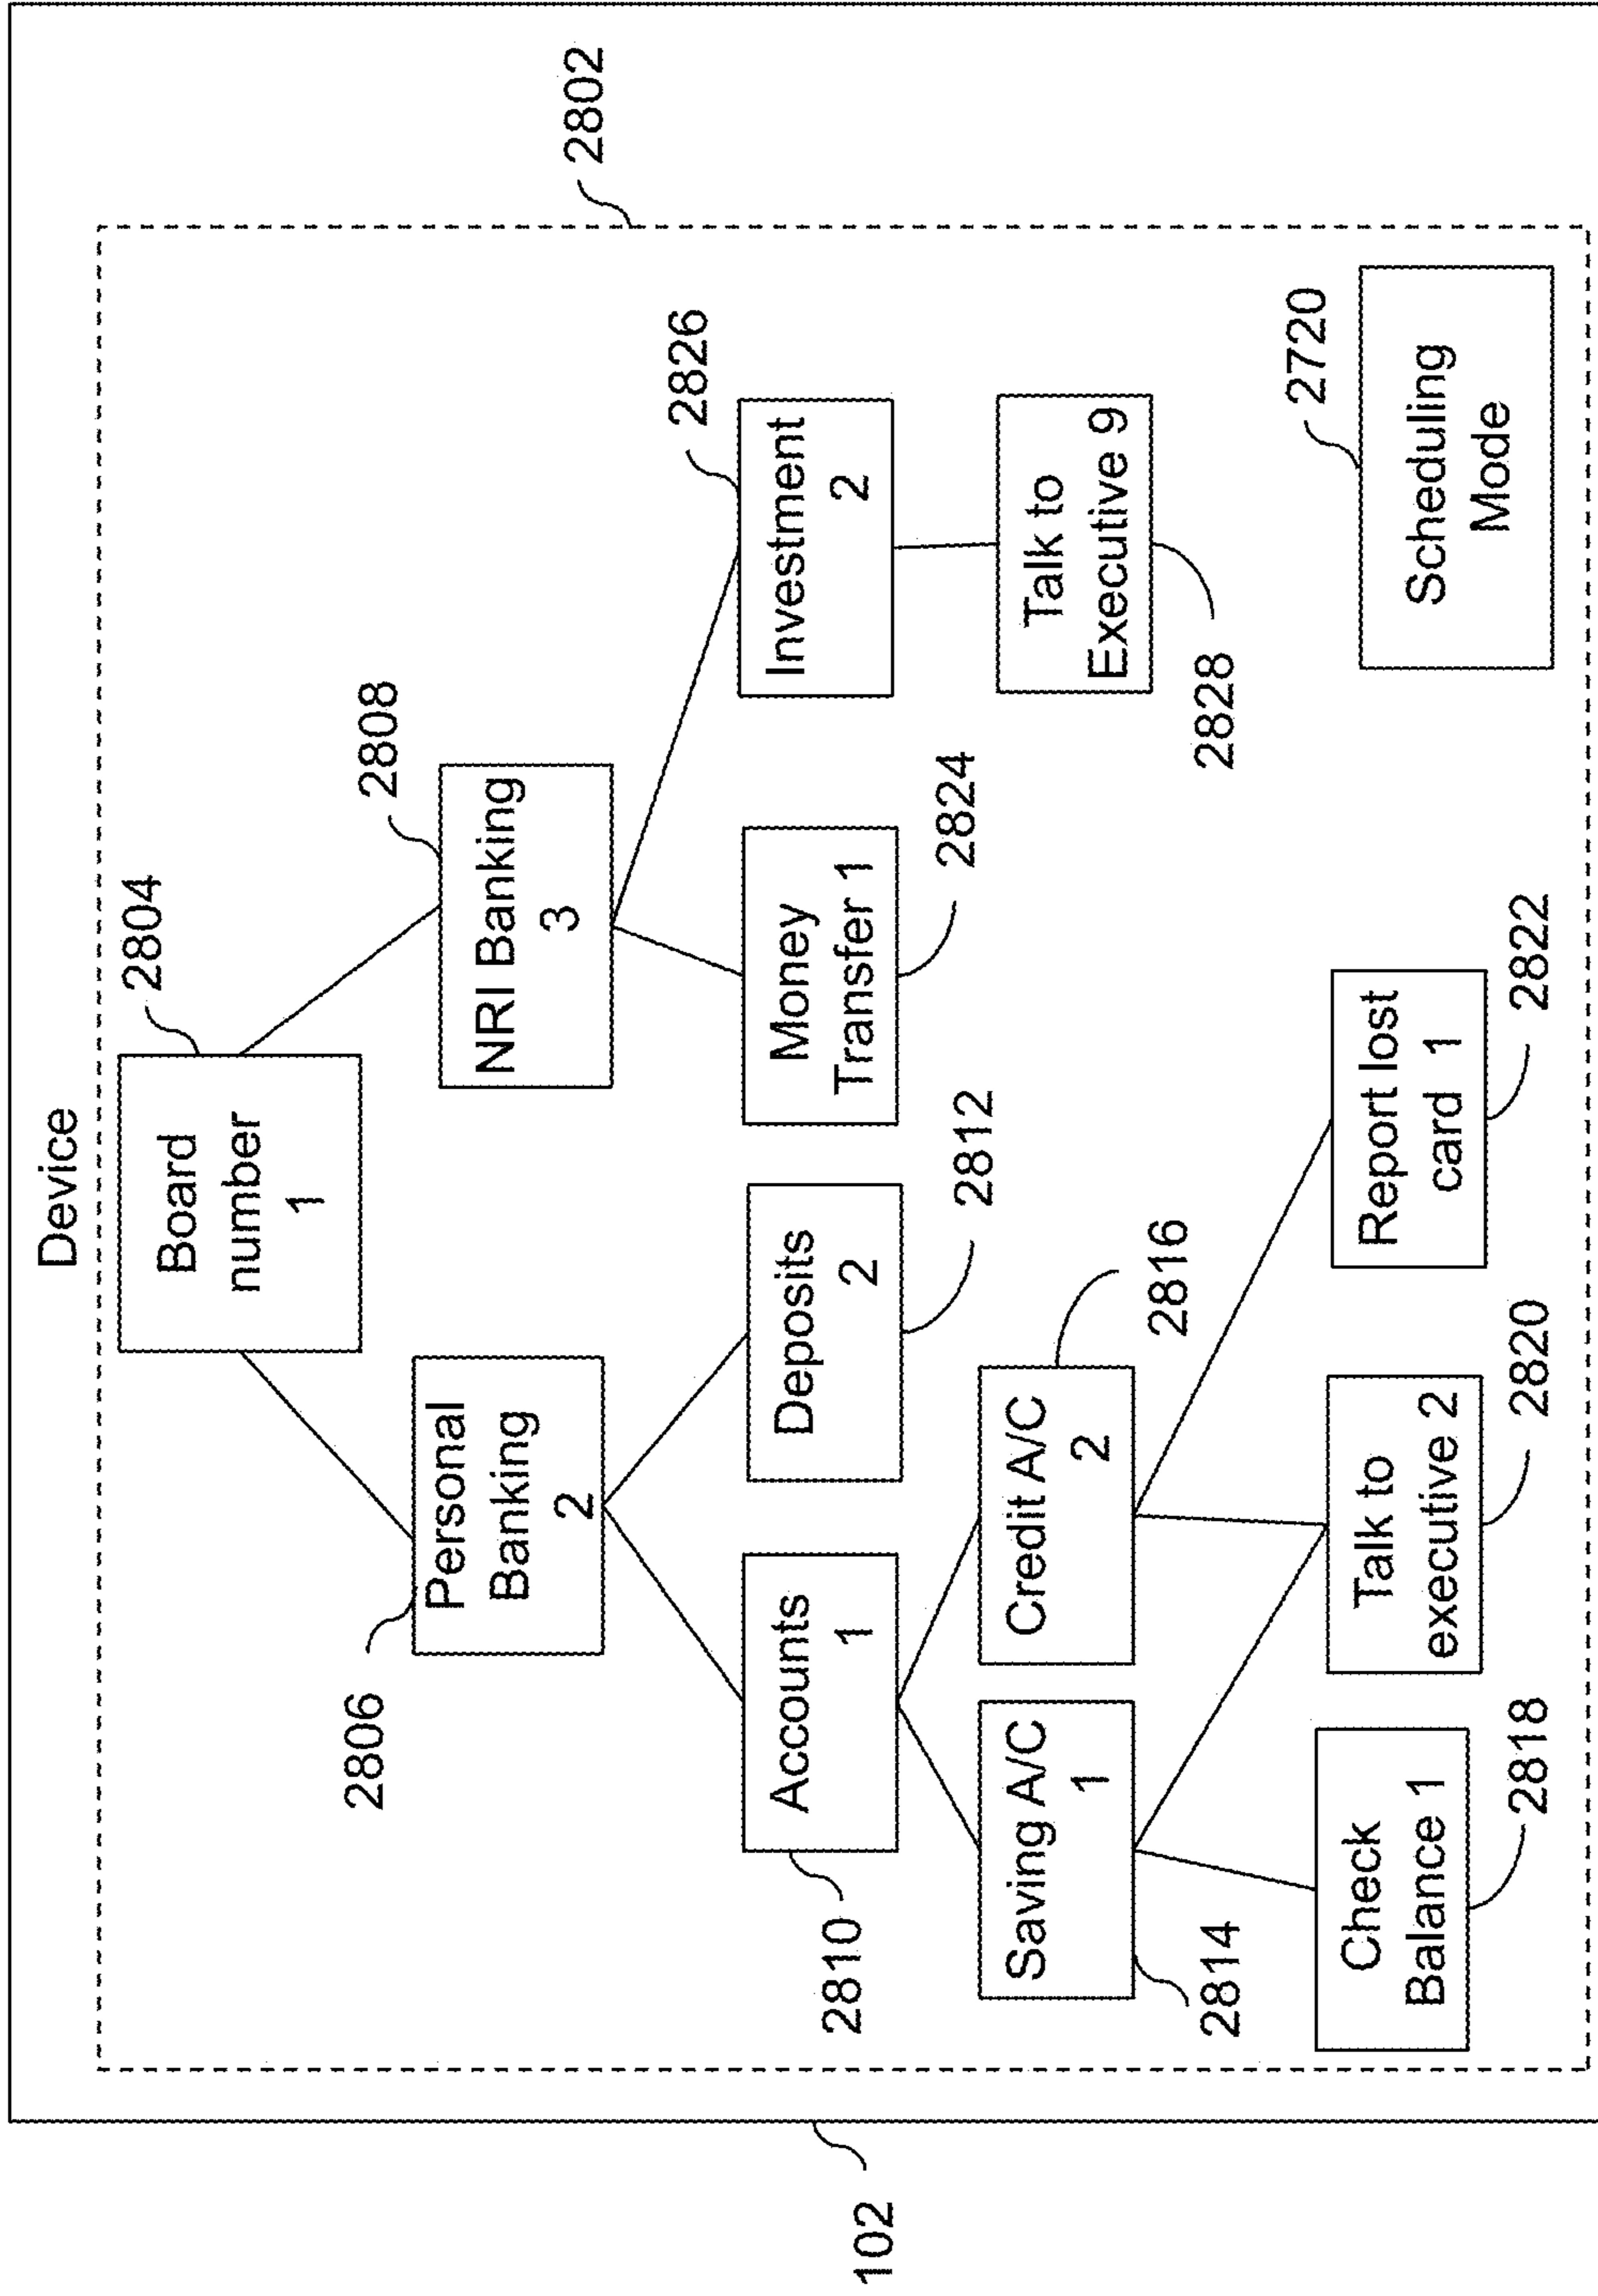 Device
2802
2804
Board
number
1
2808
2806
Personal
Banking
2
NRI Banking
3
2826
2810
Accounts
1
Deposits
2
2812
Money
Transfer 1
2824
Investment
2
2814
Saving A/C
1
Credit A/C
2
2816
Talk to
Executive 9
2828
Check
Balance 1
2818
Talk to
executive 2
2820
Report lost
card 1
2822
2720
Scheduling
Mode
102